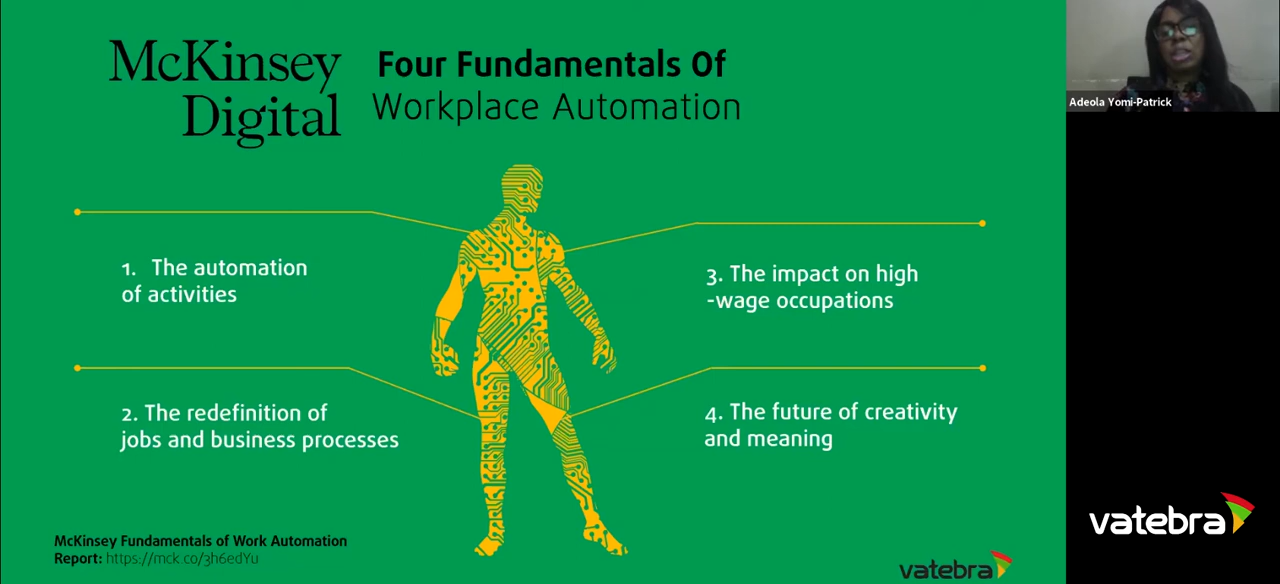 McKinsey
Digital
Four Fundamentals Of
Workplace Automation
1. The automation
of activities
2. The redefinition of
jobs and business processes
3. The impact on high
-wage occupations
4. The future of creativity
and meaning
McKinsey Fundamentals of Work Automation
Report: https://mck.co/3h6edYu
vatebra
Adeola Yomi-Patrick
vatebra